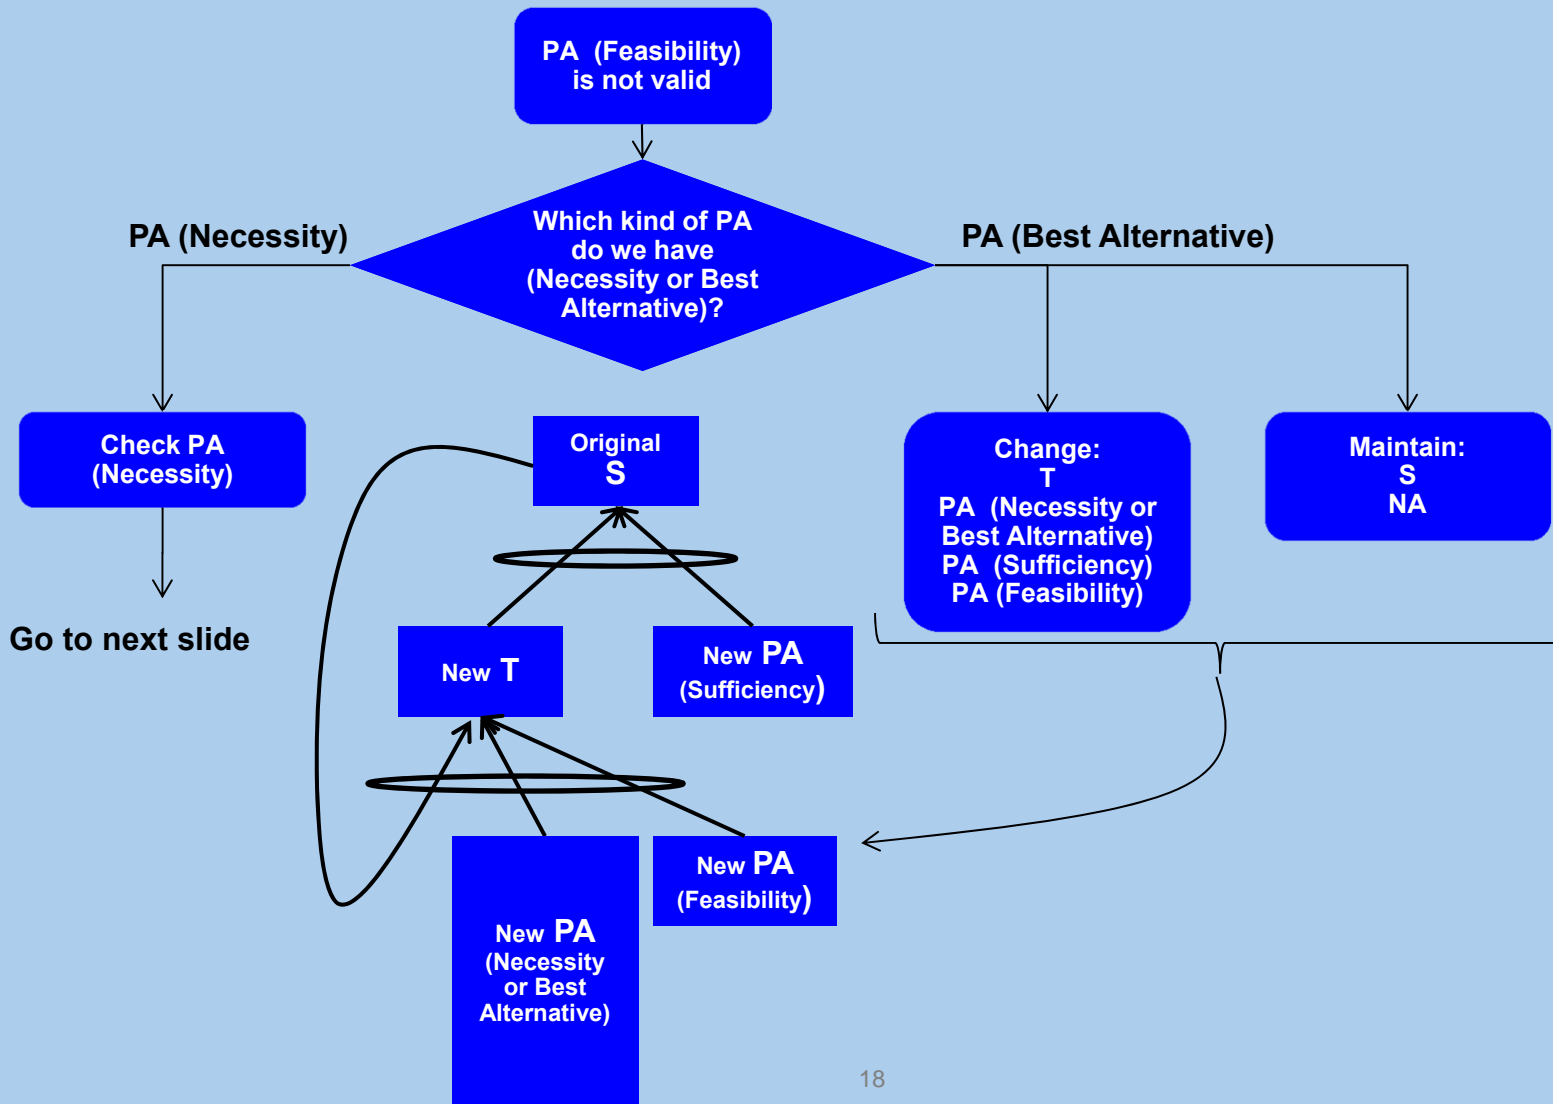 PA (Feasibility)
is not valid
Which kind of PA
do we have
(Necessity or Best
Alternative)?
PA (Necessity)
PA (Best Alternative)
Check PA
(Necessity)
Go to next slide
Original
S
Change:
T
PA (Necessity or
Best Alternative)
PA (Sufficiency)
PA (Feasibility)
Maintain:
S
NA
New T
New PA
(Sufficiency)
New PA
(Necessity
or Best
Alternative)
New PA
(Feasibility)
18